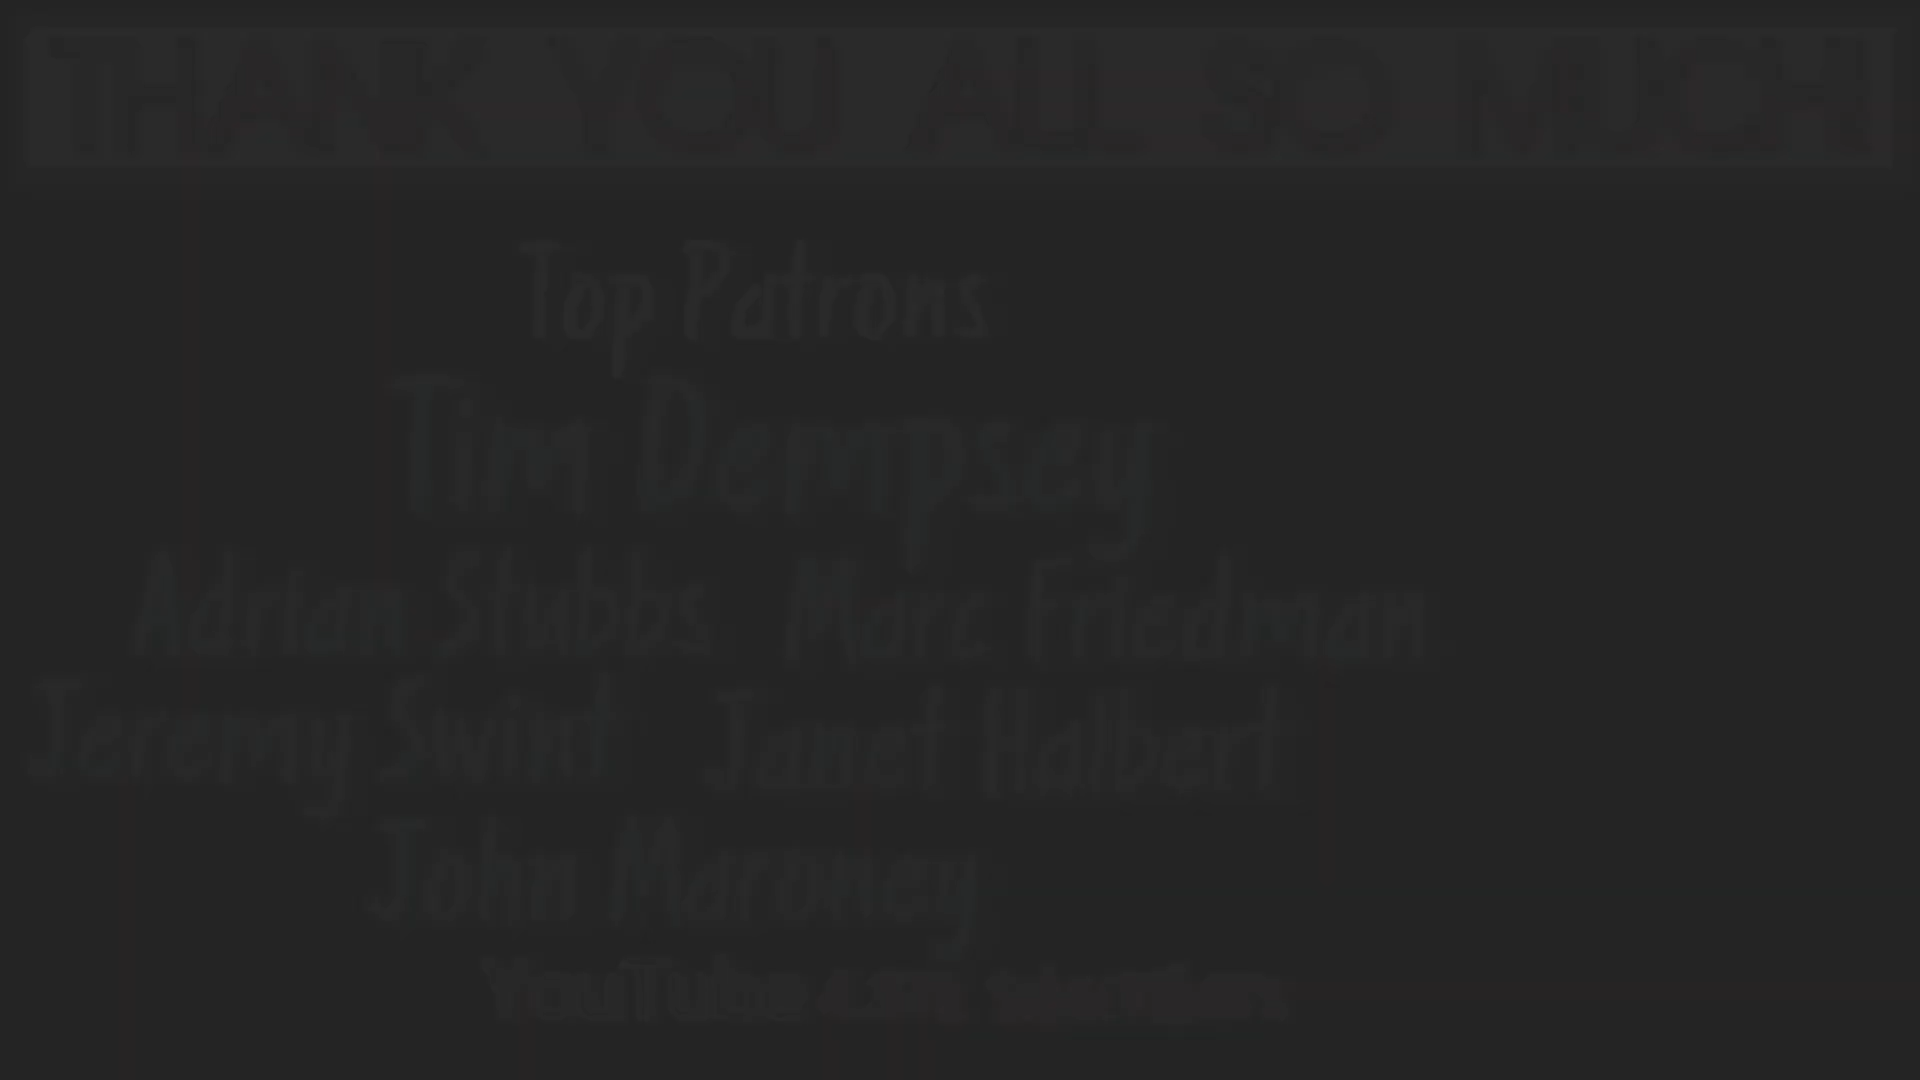 THANK YOU ALL SO MUCH!
Top Patrons
Tim Dempsey
Adrian Stubbs Marc Friedman
Jeremy Swint Janet Halbert
John Maroney
YouTube